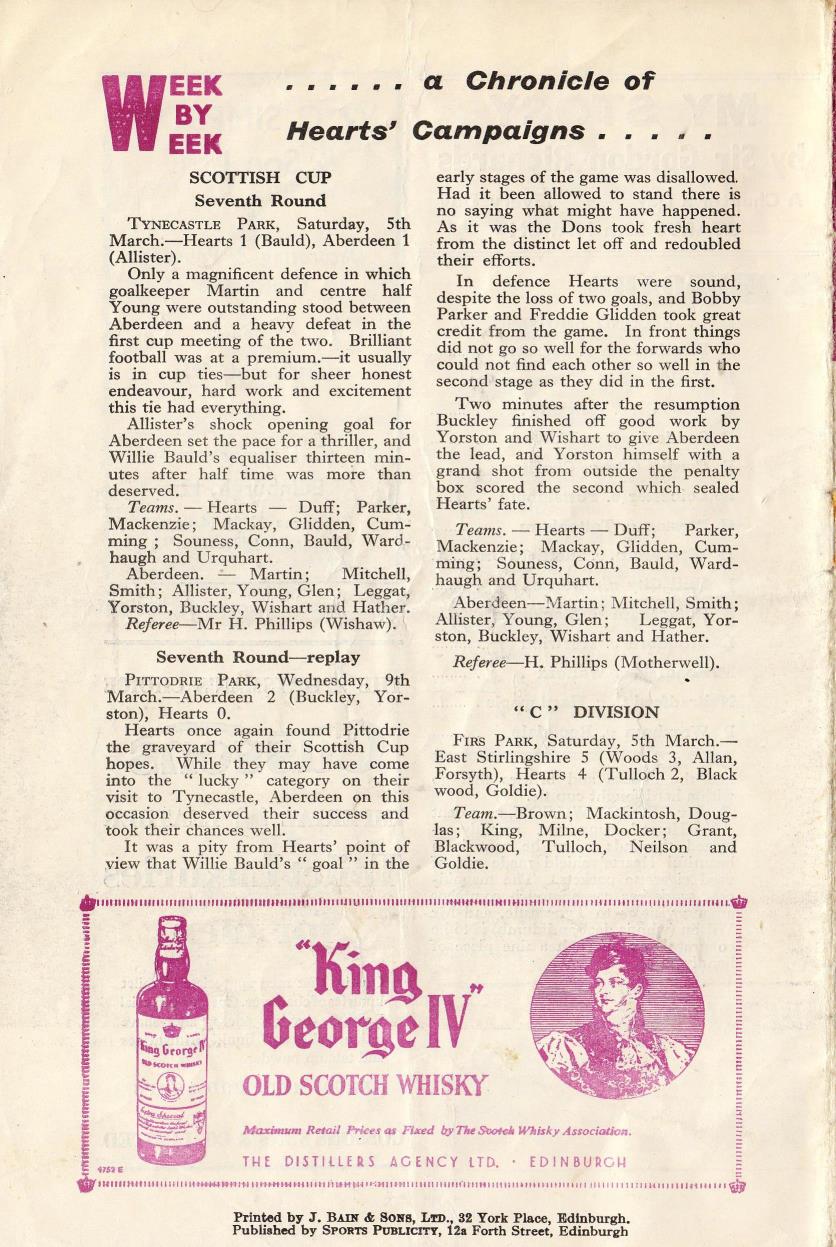 WEEK
BY
WEEK
. . . . . . a Chronicle of
Hearts' Campaigns . . . . .
SCOTTISH CUP
Seventh Round
TYNECASTLE PARK, Saturday, 5th
March.—Hearts 1 (Bauld), Aberdeen 1
(Allister).
Only a magnificent defence in which
goalkeeper Martin and centre half
Young were outstanding stood between
Aberdeen and a heavy defeat in the
first cup meeting of the two. Brilliant
football was at a premium.—it usually
is in cup ties—but for sheer honest
endeavour, hard work and excitement
this tie had everything.
Allister's shock opening goal for
Aberdeen set the pace for a thriller, and
Willie Bauld's equaliser thirteen min-
utes after half time was more than
deserved.
Teams. — Hearts — Duff; Parker,
Mackenzie; Mackay, Glidden, Cum-
ming ; Souness, Conn, Bauld, Ward-
haugh and Urquhart.
Aberdeen. — Martin; Mitchell,
Smith; Allister, Young, Glen; Leggat,
Yorston, Buckley, Wishart and Hather.
Referee—Mr H. Phillips (Wishaw).
Seventh Round—replay
PITTODRIE PARK, Wednesday, 9th
March.—Aberdeen 2 (Buckley, Yor-
ston), Hearts 0.
Hearts once again found Pittodrie
the graveyard of their Scottish Cup
hopes. While they may have come
into the " lucky " category on their
visit to Tynecastle, Aberdeen on this
occasion deserved their success and
took their chances well.
It was a pity from Hearts' point of
view that Willie Bauld's " goal " in the
early stages of the game was disallowed.
Had it been allowed to stand there is
no saying what might have happened.
As it was the Dons took fresh heart
from the distinct let off and redoubled
their efforts.
In defence Hearts were sound,
despite the loss of two goals, and Bobby
Parker and Freddie Glidden took great
credit from the game. In front things
did not go so well for the forwards who
could not find each other so well in the
second stage as they did in the first.
Two minutes after the resumption
Buckley finished off good work by
Yorston and Wishart to give Aberdeen
the lead, and Yorston himself with a
grand shot from outside the penalty
box scored the second which sealed
Hearts' fate.
Teams. — Hearts — Duff; Parker,
Mackenzie; Mackay, Glidden, Cum-
ming; Souness, Conn, Bauld, Ward-
haugh and Urquhart.
Aberdeen—Martin; Mitchell, Smith;
Allister, Young, Glen; Leggat, Yor-
ston, Buckley, Wishart and Hather.
Referee—H. Phillips (Motherwell).
" C " DIVISION
FIRS PARK, Saturday, 5th March.—
East Stirlingshire 5 (Woods 3, Allan,
Forsyth), Hearts 4 (Tulloch 2, Black
wood, Goldie).
Team.—Brown; Mackintosh, Doug-
las; King, Milne, Docker; Grant,
Blackwood, Tulloch, Neilson and
Goldie.
"King
George IV"
OLD SCOTCH WHISKY
Maximum Retail Prices as Fixed by The Scotch Whisky Association.
THE DISTILLERS AGENCY LTD. · EDINBURGH
King George IV
OLD SCOTCH WHISKY
Extra Special
4752 E
Printed by J. BAIN & SONS, LTD., 32 York Place, Edinburgh.
Published by SPORTS PUBLICITY, 12a Forth Street, Edinburgh